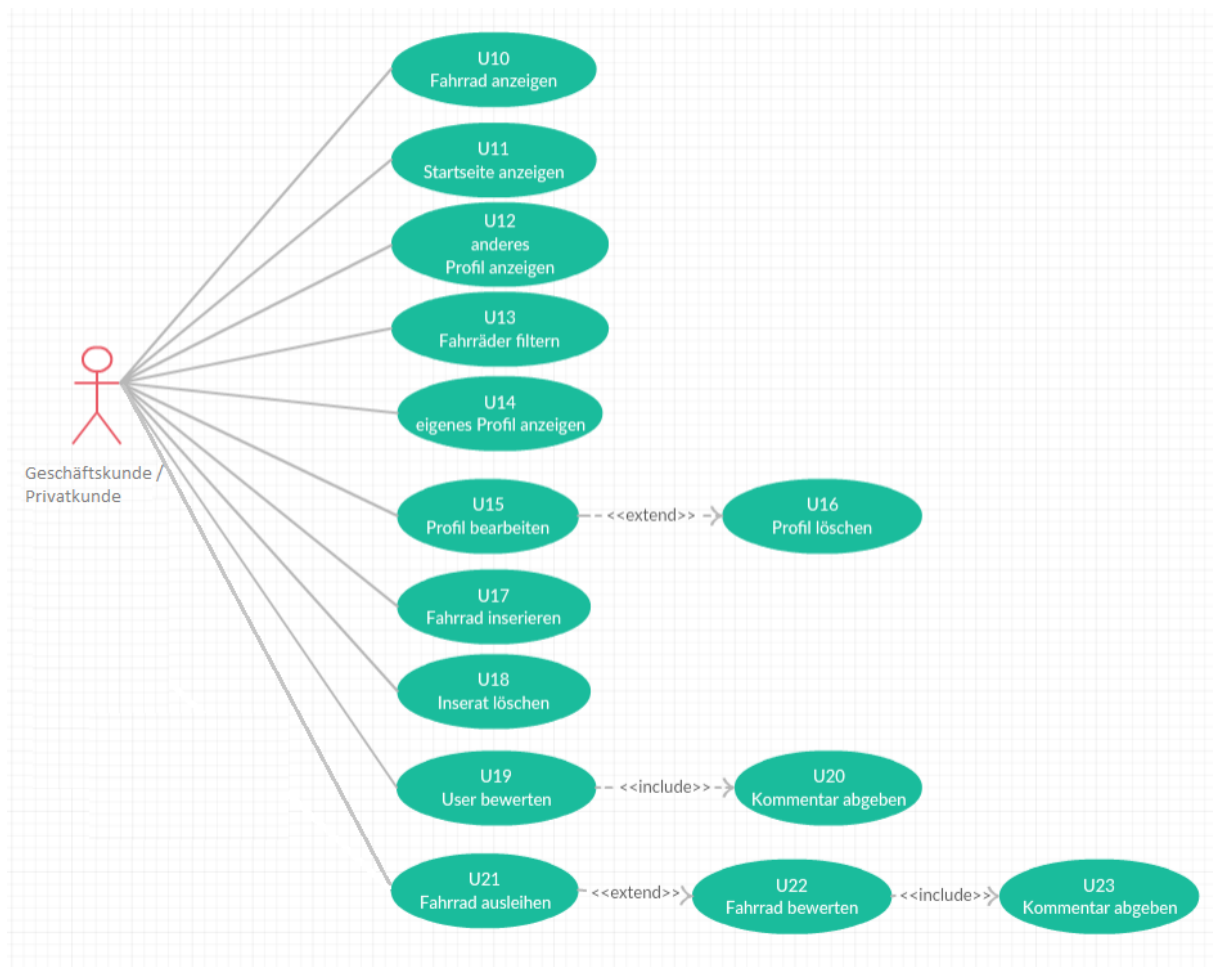 U10
Fahrrad anzeigen
U11
Startseite anzeigen
U12
anderes
Profil anzeigen
U13
Fahrräder filtern
U14
eigenes Profil anzeigen
Geschäftskunde /
Privatkunde
U15
Profil bearbeiten
<<extend>>
U16
Profil löschen
U17
Fahrrad inserieren
U18
Inserat löschen
U19
User bewerten
<<include>>
U20
Kommentar abgeben
U21
Fahrrad ausleihen
<<extend>>
U22
Fahrrad bewerten
<<include>>
U23
Kommentar abgeben